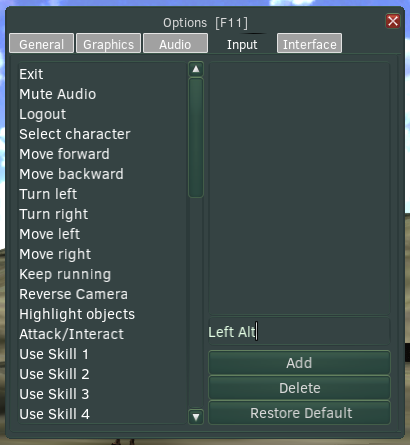 Options [F11]
General Graphics Audio Input Interface
Exit
Mute Audio
Logout
Select character
Move forward
Move backward
Turn left
Turn right
Move left
Move right
Keep running
Reverse Camera
Highlight objects
Attack/Interact
Use Skill 1
Use Skill 2
Use Skill 3
Use Skill 4
Left Alt
Add
Delete
Restore Default